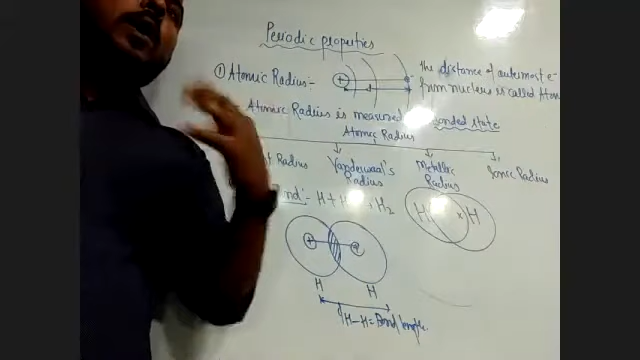 Periodic properties
① Atomic Radius:-
+
d
the distance of outermost e-
from nucleus is called Atom
Atomic Radius is measured
bonded state
Atomic Radius
t Radius
Vanderwaal's
Radius
Metallic
Radius
Ionic Radius
nd:- H + H
H2
H
x H
+
+
H
H
H-H = Bond length